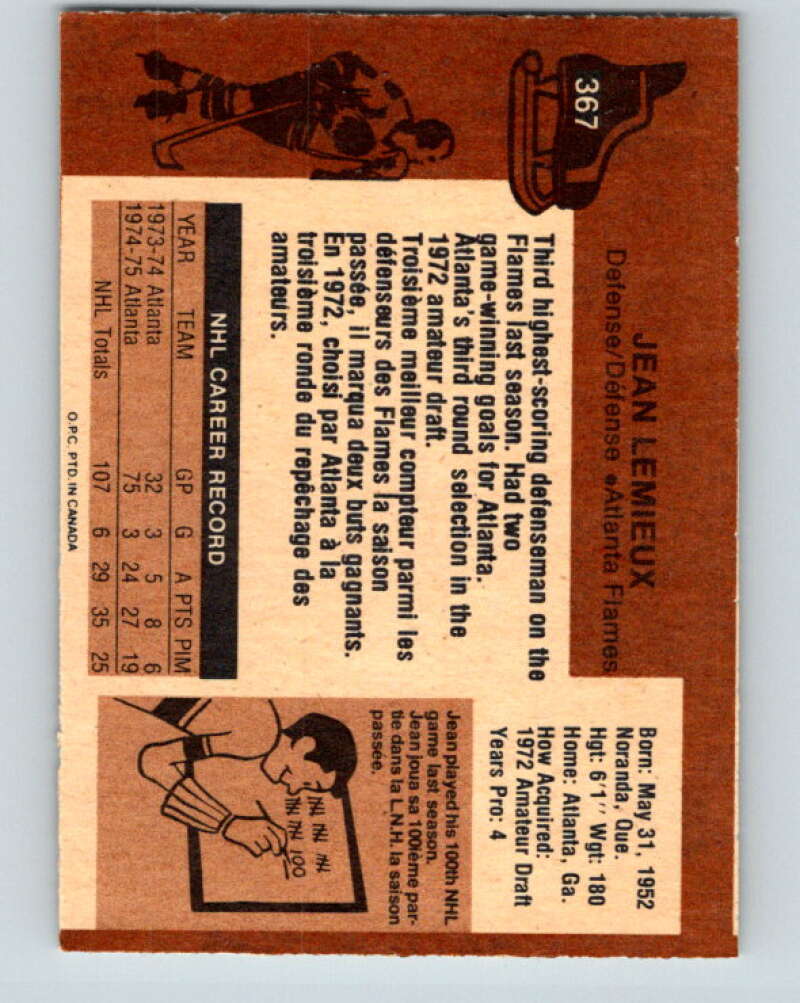 367
JEAN LEMIEUX
Defense/Défense •Atlanta Flames
Born: May 31, 1952
Noranda, Que.
Hgt: 6'1" Wgt: 180
Home: Atlanta, Ga.
How Acquired:
1972 Amateur Draft
Years Pro: 4
Third highest-scoring defenseman on the
Flames last season. Had two
game-winning goals for Atlanta.
Atlanta's third round selection in the
1972 amateur draft.
Troisième meilleur compteur parmi les
défenseurs des Flames la saison
passée, il marqua deux buts gagnants.
En 1972, choisi par Atlanta à la
troisième ronde du repêchage des
amateurs.
NHL CAREER RECORD
YEAR TEAM GP G A PTS PIM
1973-74 Atlanta 32 3 5 8 6
1974-75 Atlanta 75 3 24 27 19
NHL Totals 107 6 29 35 25
O.P.C. PTD. IN CANADA
Jean played his 100th NHL
game last season.
Jean joua sa 100ième par-
tie dans la L.N.H. la saison
passée.
100